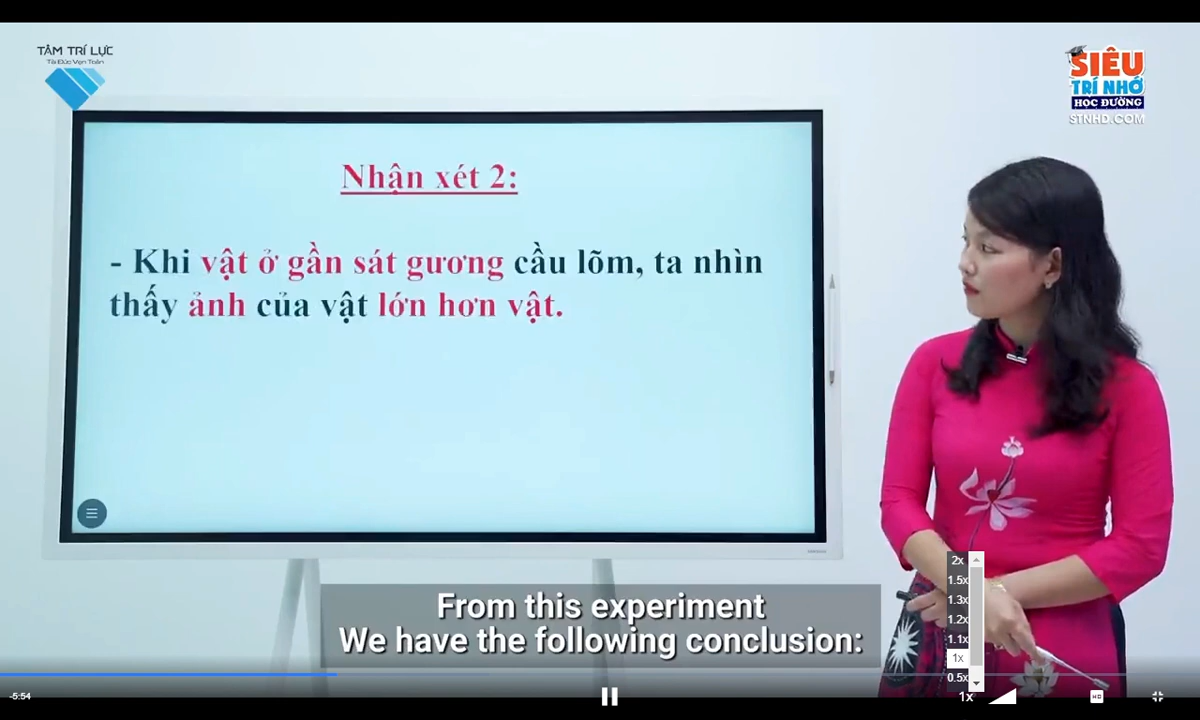 TÂM TRÍ LỰC
Tài Đức Vẹn Toàn
SIÊU
TRÍ NHỚ
HỌC ĐƯỜNG
STNHD.COM
Nhận xét 2:
- Khi vật ở gần sát gương cầu lõm, ta nhìn
thấy ảnh của vật lớn hơn vật.
From this experiment
We have the following conclusion:
2x
1.5x
1.3x
1.2x
1.1x
1x
0.5x
-5:54
1x
HD